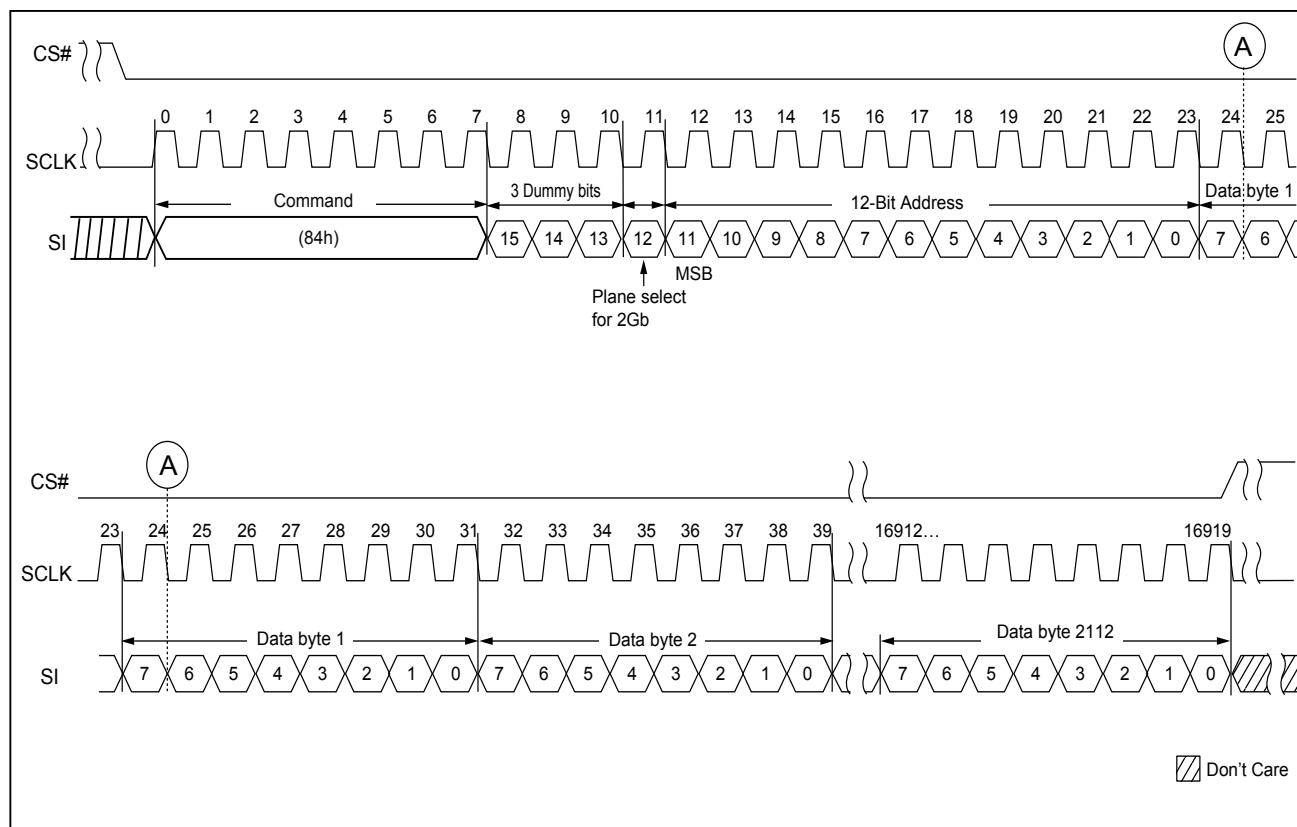 CS#
A
0 1 2 3 4 5 6 7 8 9 10 11 12 13 14 15 16 17 18 19 20 21 22 23 24 25
SCLK
Command 3 Dummy bits 12-Bit Address Data byte 1
SI (84h) 15 14 13 12 11 10 9 8 7 6 5 4 3 2 1 0 7 6
MSB
Plane select
for 2Gb
A
CS#
23 24 25 26 27 28 29 30 31 32 33 34 35 36 37 38 39 16912... 16919
SCLK
Data byte 1 Data byte 2 Data byte 2112
SI 7 6 5 4 3 2 1 0 7 6 5 4 3 2 1 0 7 6 5 4 3 2 1 0
Don't Care